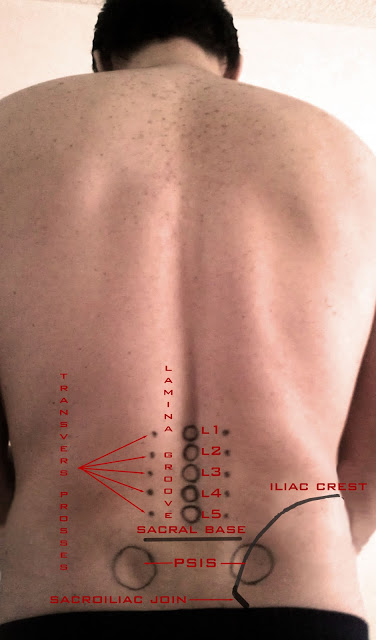 TRANSVERS PROSSES
LAMINA GROOVE
L1
L2
L3
L4
L5
ILIAC CREST
SACRAL BASE
PSIS
SACROILIAC JOIN